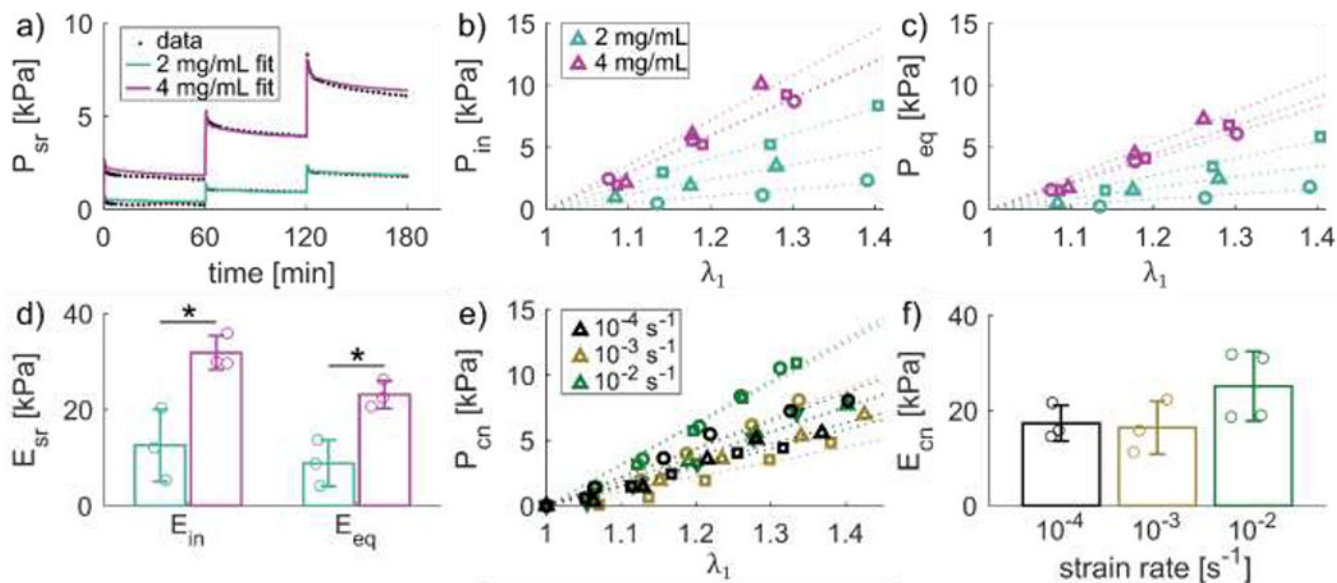 a)
10
5
0
P_sr [kPa]
data
2 mg/mL fit
4 mg/mL fit
0 60 120 180
time [min]
b)
15
10
5
0
P_in [kPa]
2 mg/mL
4 mg/mL
1 1.1 1.2 1.3 1.4
λ₁
c)
15
10
5
0
P_eq [kPa]
1 1.1 1.2 1.3 1.4
λ₁
d)
40
20
0
E_sr [kPa]
* *
E_in E_eq
e)
15
10
5
0
P_cn [kPa]
10⁻⁴ s⁻¹
10⁻³ s⁻¹
10⁻² s⁻¹
1 1.1 1.2 1.3 1.4
λ₁
f)
40
20
0
E_cn [kPa]
10⁻⁴ 10⁻³ 10⁻²
strain rate [s⁻¹]